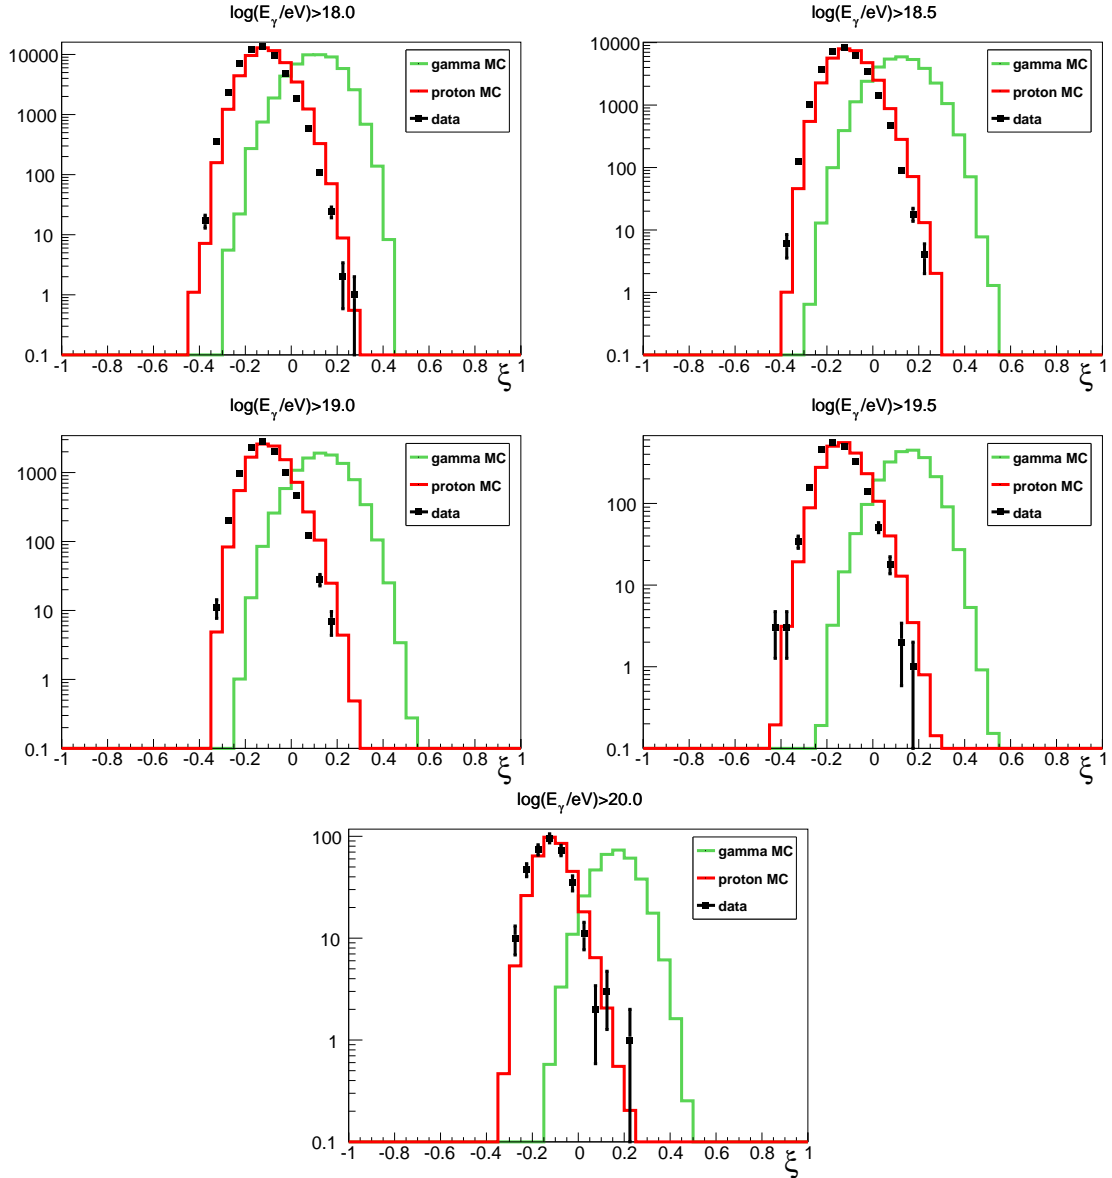 log(Eγ/eV)>18.0
10000
1000
100
10
1
0.1
gamma MC
proton MC
data
-1 -0.8 -0.6 -0.4 -0.2 0 0.2 0.4 0.6 0.8 1
ξ
log(Eγ/eV)>18.5
10000
1000
100
10
1
0.1
gamma MC
proton MC
data
-1 -0.8 -0.6 -0.4 -0.2 0 0.2 0.4 0.6 0.8 1
ξ
log(Eγ/eV)>19.0
1000
100
10
1
0.1
gamma MC
proton MC
data
-1 -0.8 -0.6 -0.4 -0.2 0 0.2 0.4 0.6 0.8 1
ξ
log(Eγ/eV)>19.5
100
10
1
0.1
gamma MC
proton MC
data
-1 -0.8 -0.6 -0.4 -0.2 0 0.2 0.4 0.6 0.8 1
ξ
log(Eγ/eV)>20.0
100
10
1
0.1
gamma MC
proton MC
data
-1 -0.8 -0.6 -0.4 -0.2 0 0.2 0.4 0.6 0.8 1
ξ